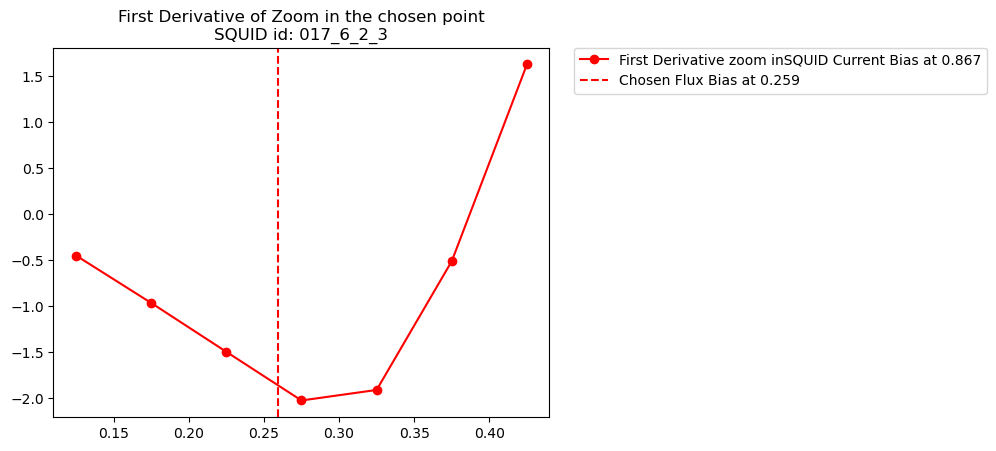 First Derivative of Zoom in the chosen point
SQUID id: 017_6_2_3
First Derivative zoom inSQUID Current Bias at 0.867
Chosen Flux Bias at 0.259
1.5
1.0
0.5
0.0
−0.5
−1.0
−1.5
−2.0
0.15 0.20 0.25 0.30 0.35 0.40